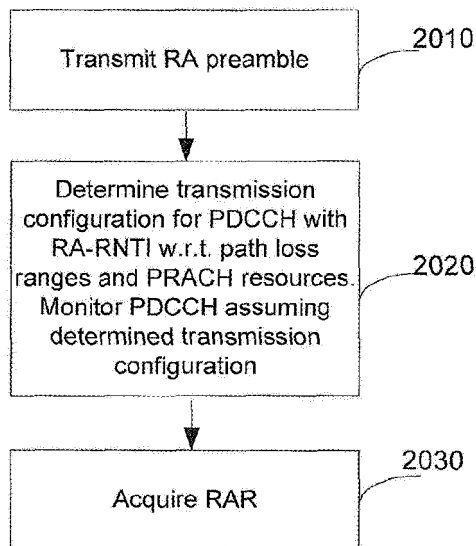 Transmit RA preamble
2010
Determine transmission
configuration for PDCCH with
RA-RNTI w.r.t. path loss
ranges and PRACH resources.
Monitor PDCCH assuming
determined transmission
configuration
2020
Acquire RAR
2030